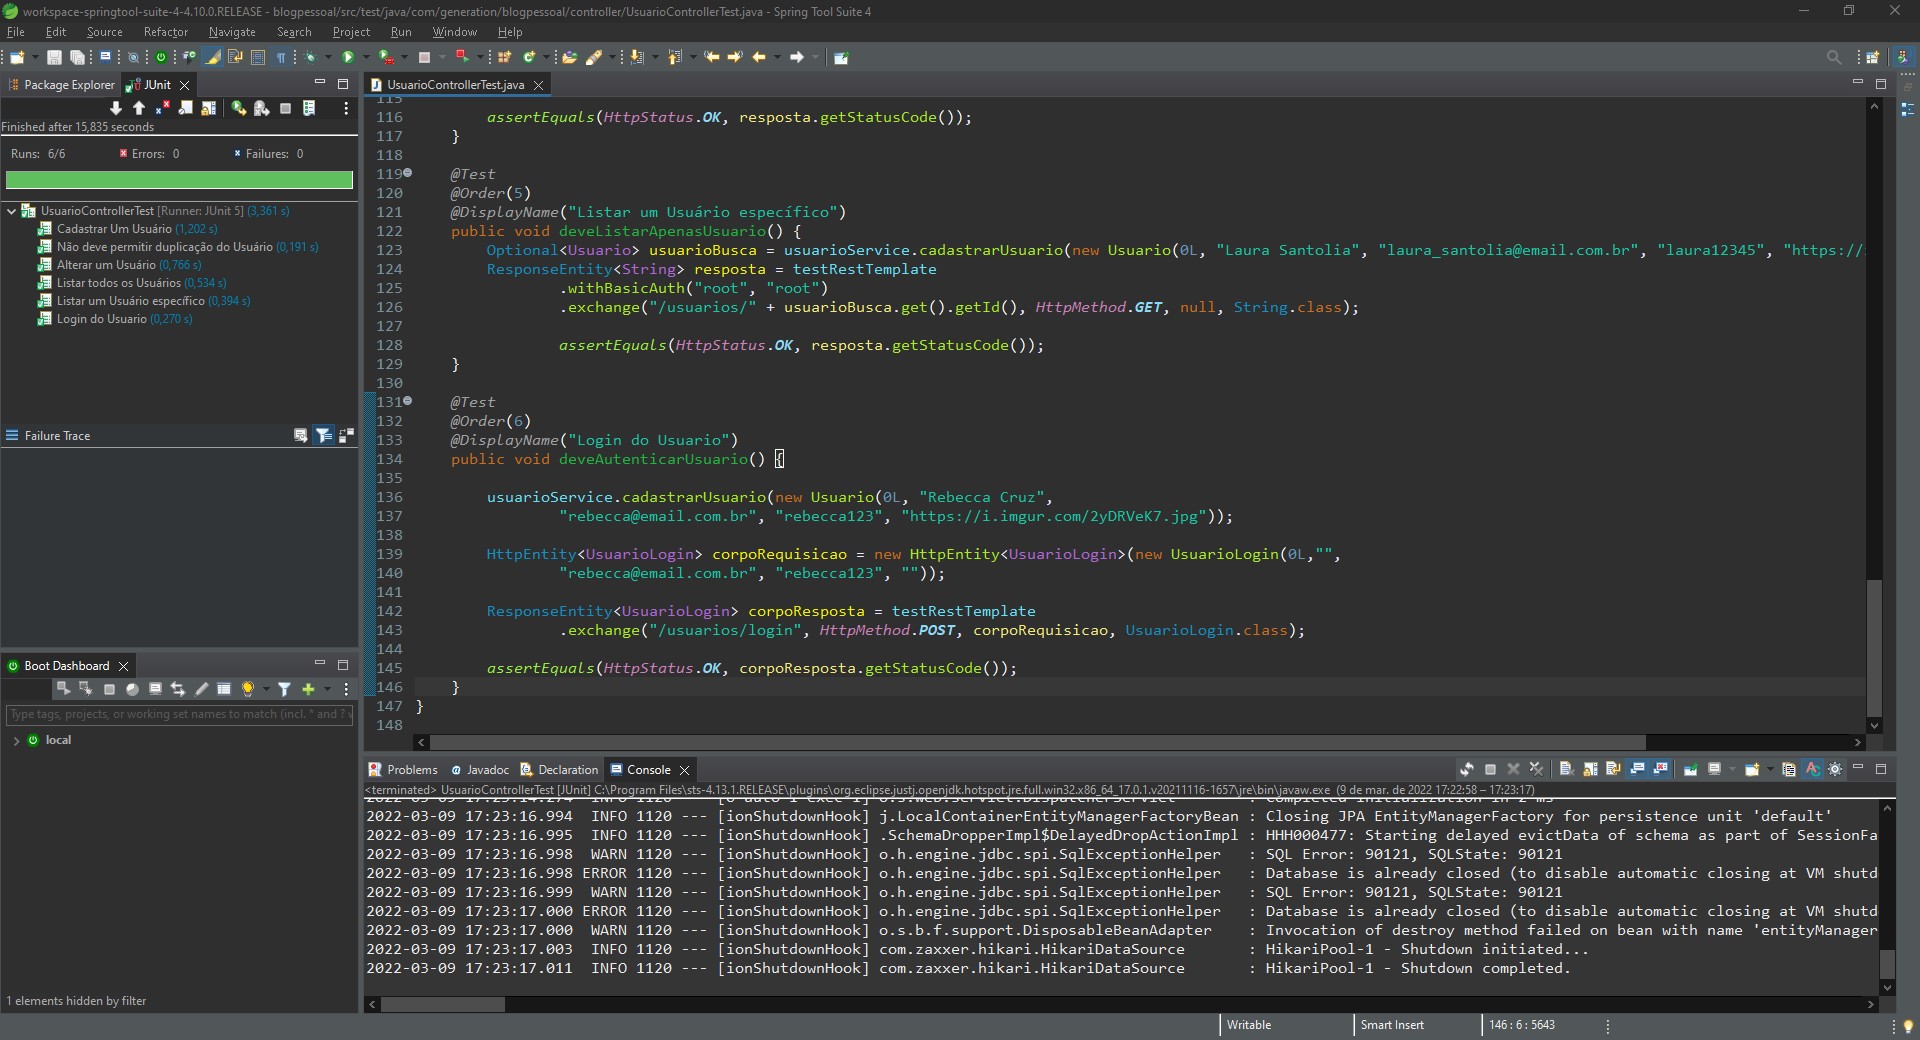 workspace-springtool-suite-4-4.10.0.RELEASE - blogpessoal/src/test/java/com/generation/blogpessoal/controller/UsuarioControllerTest.java - Spring Tool Suite 4
File Edit Source Refactor Navigate Search Project Run Window Help
Package Explorer JUnit
Finished after 15,835 seconds
Runs: 6/6 Errors: 0 Failures: 0
UsuarioControllerTest [Runner: JUnit 5] (3,361 s)
Cadastrar Um Usuário (1,202 s)
Não deve permitir duplicação do Usuário (0,191 s)
Alterar um Usuário (0,766 s)
Listar todos os Usuários (0,534 s)
Listar um Usuário específico (0,394 s)
Login do Usuario (0,270 s)
Failure Trace
Boot Dashboard
Type tags, projects, or working set names to match (incl. * and ?
local
1 elements hidden by filter
UsuarioControllerTest.java
115
116 assertEquals(HttpStatus.OK, resposta.getStatusCode());
117 }
118
119 @Test
120 @Order(5)
121 @DisplayName("Listar um Usuário específico")
122 public void deveListarApenasUsuario() {
123 Optional<Usuario> usuarioBusca = usuarioService.cadastrarUsuario(new Usuario(0L, "Laura Santolia", "laura_santolia@email.com.br", "laura12345", "https://
124 ResponseEntity<String> resposta = testRestTemplate
125 .withBasicAuth("root", "root")
126 .exchange("/usuarios/" + usuarioBusca.get().getId(), HttpMethod.GET, null, String.class);
127
128 assertEquals(HttpStatus.OK, resposta.getStatusCode());
129 }
130
131 @Test
132 @Order(6)
133 @DisplayName("Login do Usuario")
134 public void deveAutenticarUsuario() {
135
136 usuarioService.cadastrarUsuario(new Usuario(0L, "Rebecca Cruz",
137 "rebecca@email.com.br", "rebecca123", "https://i.imgur.com/2yDRVeK7.jpg"));
138
139 HttpEntity<UsuarioLogin> corpoRequisicao = new HttpEntity<UsuarioLogin>(new UsuarioLogin(0L,"",
140 "rebecca@email.com.br", "rebecca123", ""));
141
142 ResponseEntity<UsuarioLogin> corpoResposta = testRestTemplate
143 .exchange("/usuarios/login", HttpMethod.POST, corpoRequisicao, UsuarioLogin.class);
144
145 assertEquals(HttpStatus.OK, corpoResposta.getStatusCode());
146 }
147 }
148
Problems Javadoc Declaration Console
<terminated> UsuarioControllerTest [JUnit] C:\Program Files\sts-4.13.1.RELEASE\plugins\org.eclipse.justj.openjdk.hotspot.jre.full.win32.x86_64_17.0.1.v20211116-1657\jre\bin\javaw.exe (9 de mar. de 2022 17:22:58 – 17:23:17)
2022-03-09 17:23:16.994 INFO 1120 --- [ionShutdownHook] j.LocalContainerEntityManagerFactoryBean : Closing JPA EntityManagerFactory for persistence unit 'default'
2022-03-09 17:23:16.995 INFO 1120 --- [ionShutdownHook] .SchemaDropperImpl$DelayedDropActionImpl : HHH000477: Starting delayed evictData of schema as part of SessionFa
2022-03-09 17:23:16.998 WARN 1120 --- [ionShutdownHook] o.h.engine.jdbc.spi.SqlExceptionHelper : SQL Error: 90121, SQLState: 90121
2022-03-09 17:23:16.998 ERROR 1120 --- [ionShutdownHook] o.h.engine.jdbc.spi.SqlExceptionHelper : Database is already closed (to disable automatic closing at VM shutd
2022-03-09 17:23:16.999 WARN 1120 --- [ionShutdownHook] o.h.engine.jdbc.spi.SqlExceptionHelper : SQL Error: 90121, SQLState: 90121
2022-03-09 17:23:17.000 ERROR 1120 --- [ionShutdownHook] o.h.engine.jdbc.spi.SqlExceptionHelper : Database is already closed (to disable automatic closing at VM shutd
2022-03-09 17:23:17.000 WARN 1120 --- [ionShutdownHook] o.s.b.f.support.DisposableBeanAdapter : Invocation of destroy method failed on bean with name 'entityManager
2022-03-09 17:23:17.003 INFO 1120 --- [ionShutdownHook] com.zaxxer.hikari.HikariDataSource : HikariPool-1 - Shutdown initiated...
2022-03-09 17:23:17.011 INFO 1120 --- [ionShutdownHook] com.zaxxer.hikari.HikariDataSource : HikariPool-1 - Shutdown completed.
Writable Smart Insert 146 : 6 : 5643